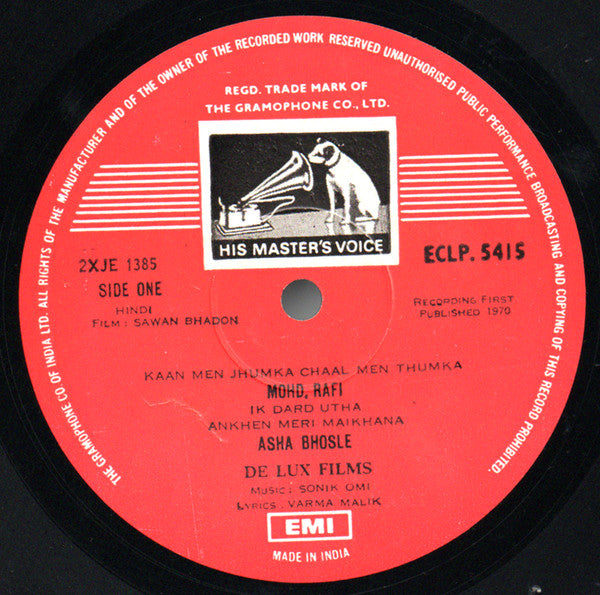 THE GRAMOPHONE CO OF INDIA LTD. ALL RIGHTS OF THE MANUFACTURER AND OF THE OWNER OF THE RECORDED WORK RESERVED UNAUTHORISED PUBLIC PERFORMANCE BROADCASTING AND COPYING OF THIS RECORD PROHIBITED.
REGD. TRADE MARK OF
THE GRAMOPHONE CO., LTD.
HIS MASTER'S VOICE
2XJE 1385
ECLP. 5415
SIDE ONE
HINDI
FILM : SAWAN BHADON
RECORDING FIRST
PUBLISHED 1970
KAAN MEN JHUMKA CHAAL MEN THUMKA
MOHD, RAFI
IK DARD UTHA
ANKHEN MERI MAIKHANA
ASHA BHOSLE
DE LUX FILMS
MUSIC: SONIK OMI
LYRICS: VARMA MALIK
EMI
MADE IN INDIA